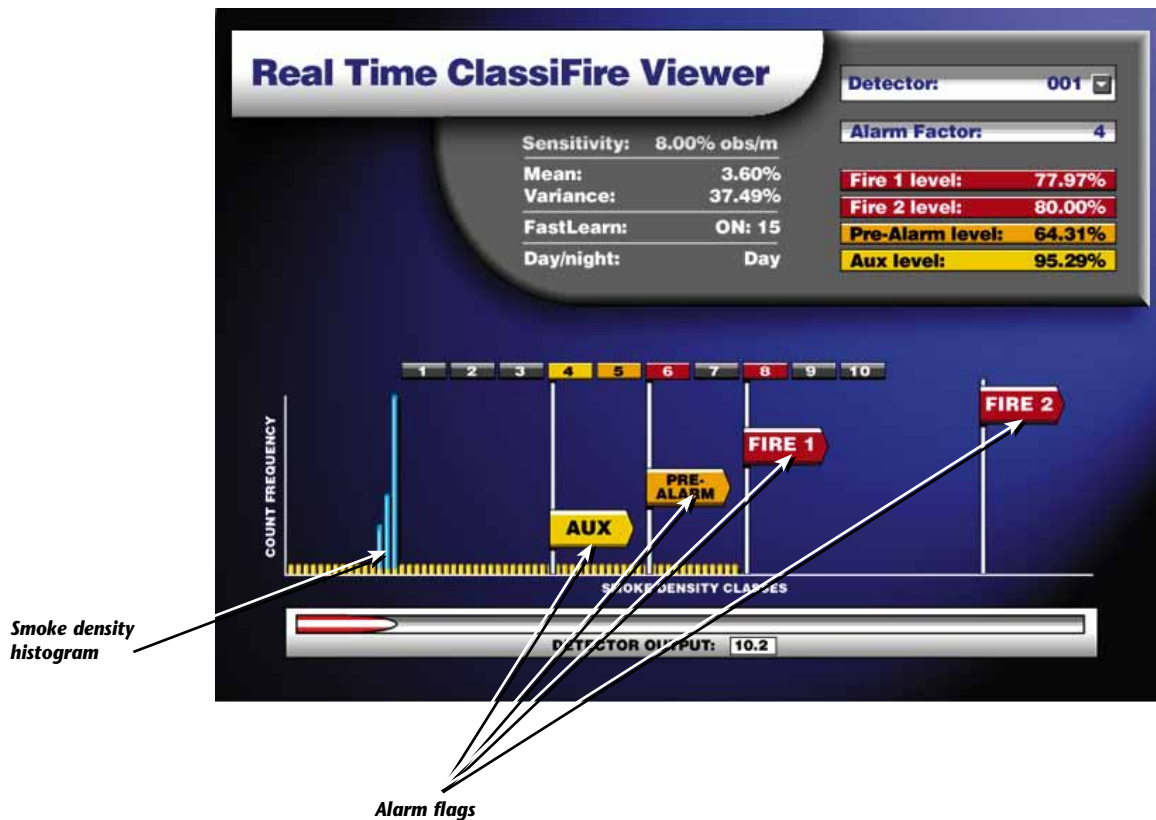 Real Time ClassiFire Viewer
Detector: 001
Alarm Factor: 4
Sensitivity: 8.00% obs/m
Mean: 3.60%
Variance: 37.49%
FastLearn: ON: 15
Day/night: Day
Fire 1 level: 77.97%
Fire 2 level: 80.00%
Pre-Alarm level: 64.31%
Aux level: 95.29%
1 2 3 4 5 6 7 8 9 10
FIRE 2
FIRE 1
PRE-
ALARM
AUX
COUNT FREQUENCY
SMOKE DENSITY CLASSES
DETECTOR OUTPUT: 10.2
Smoke density
histogram
Alarm flags